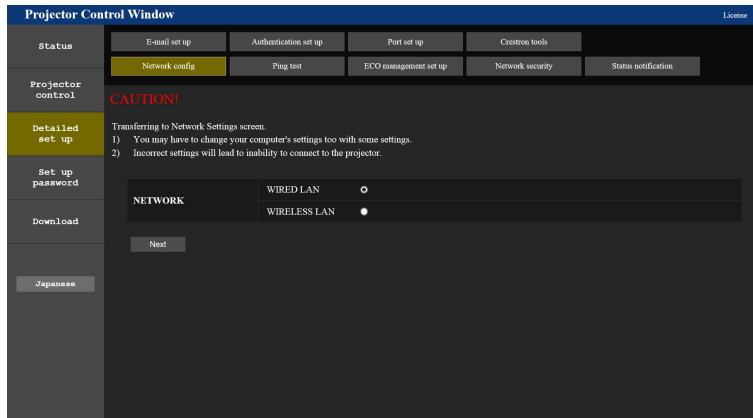 Projector Control Window
License
Status
Projector
control
Detailed
set up
Set up
password
Download
Japanese
E-mail set up
Authentication set up
Port set up
Crestron tools
Network config
Ping test
ECO management set up
Network security
Status notification
CAUTION!
Transferring to Network Settings screen.
1) You may have to change your computer's settings too with some settings.
2) Incorrect settings will lead to inability to connect to the projector.
NETWORK
WIRED LAN
WIRELESS LAN
Next